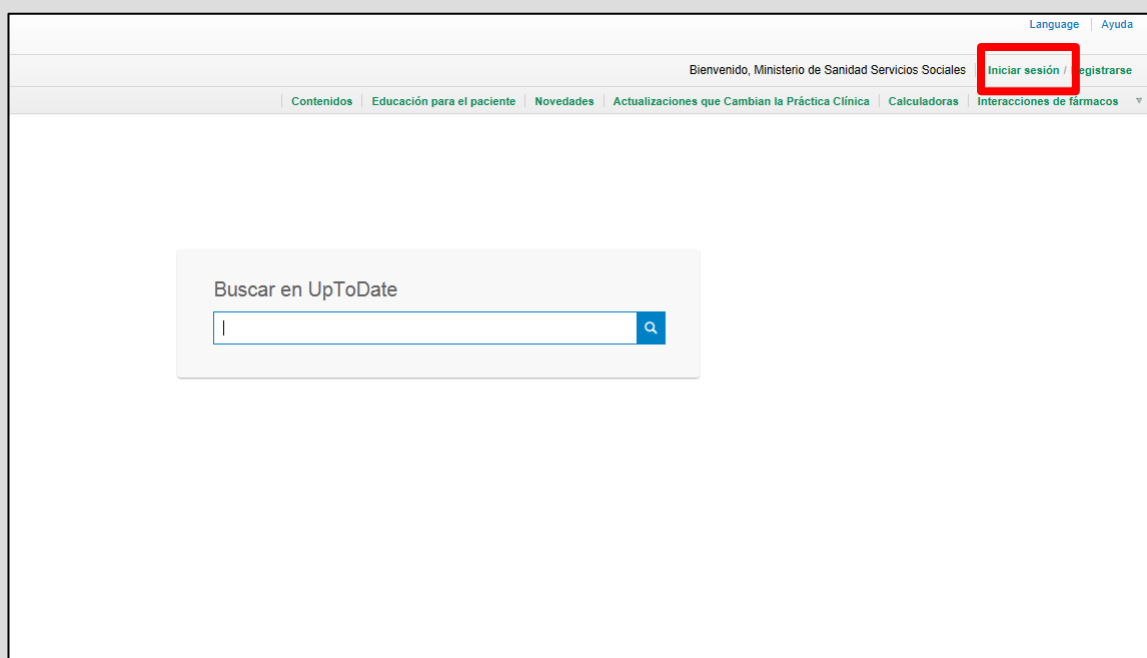 Language Ayuda
Bienvenido, Ministerio de Sanidad Servicios Sociales Iniciar sesión / egistrarse
Contenidos Educación para el paciente Novedades Actualizaciones que Cambian la Práctica Clínica Calculadoras Interacciones de fármacos
Buscar en UpToDate